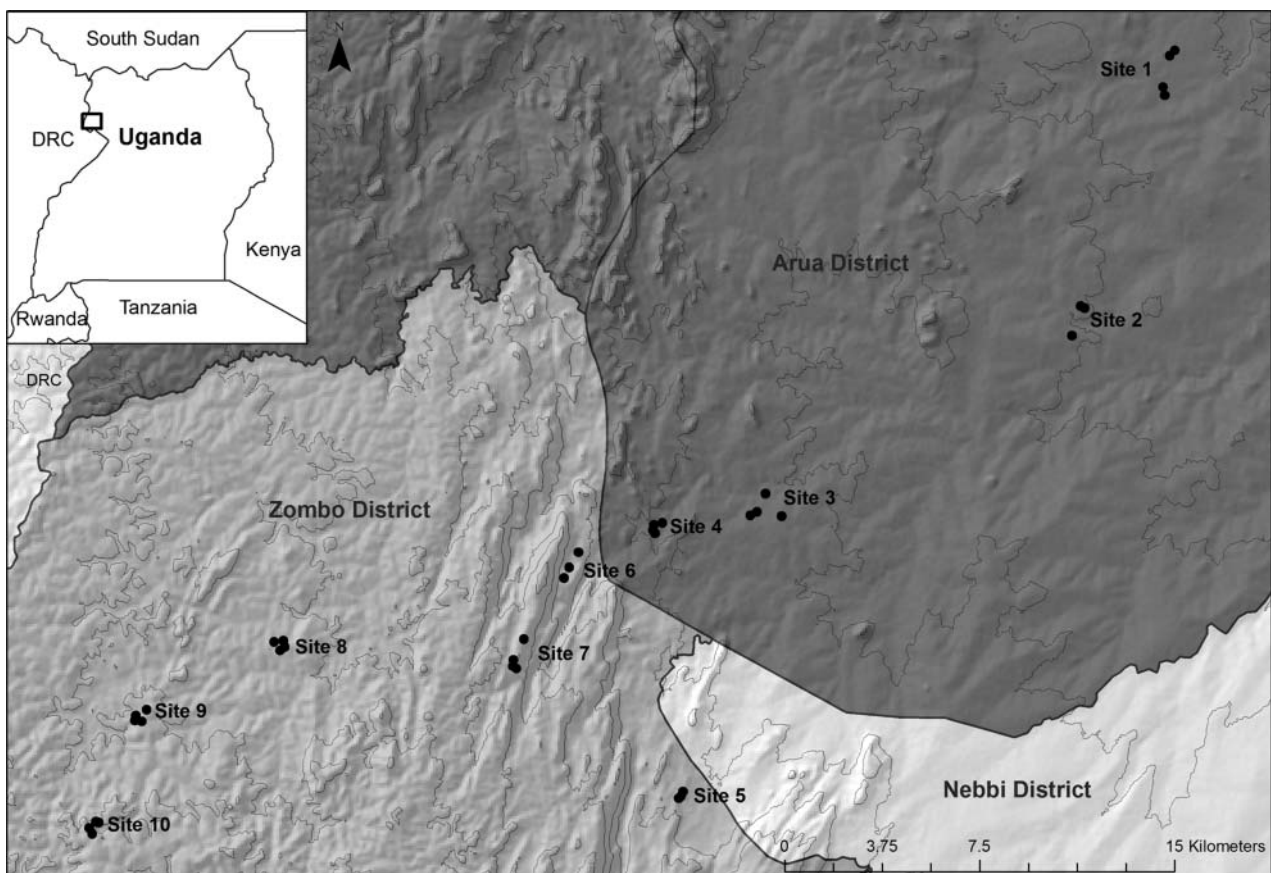 South Sudan
DRC
Uganda
Kenya
Rwanda
Tanzania
N
DRC
Site 1
Arua District
Site 2
Zombo District
Site 3
Site 4
Site 6
Site 8
Site 7
Site 9
Site 5
Nebbi District
Site 10
0 3.75 7.5 15 Kilometers